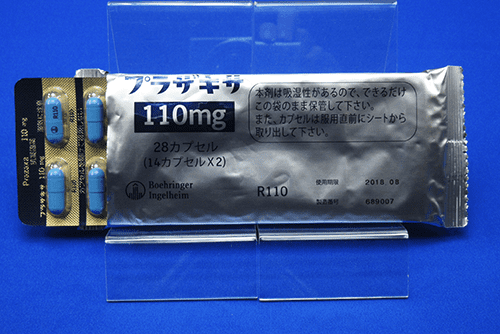 プラザキサ
110mg
28カプセル
(14カプセル×2)
Boehringer
Ingelheim
本剤は吸湿性があるので、できるだけ
この袋のまま保管して下さい。
また、カプセルは服用直前にシートから
取り出して下さい。
R110
使用期限 2018.08
製造番号 689007
プラザキサ 110mg
Prazaxa 110 mg
R110